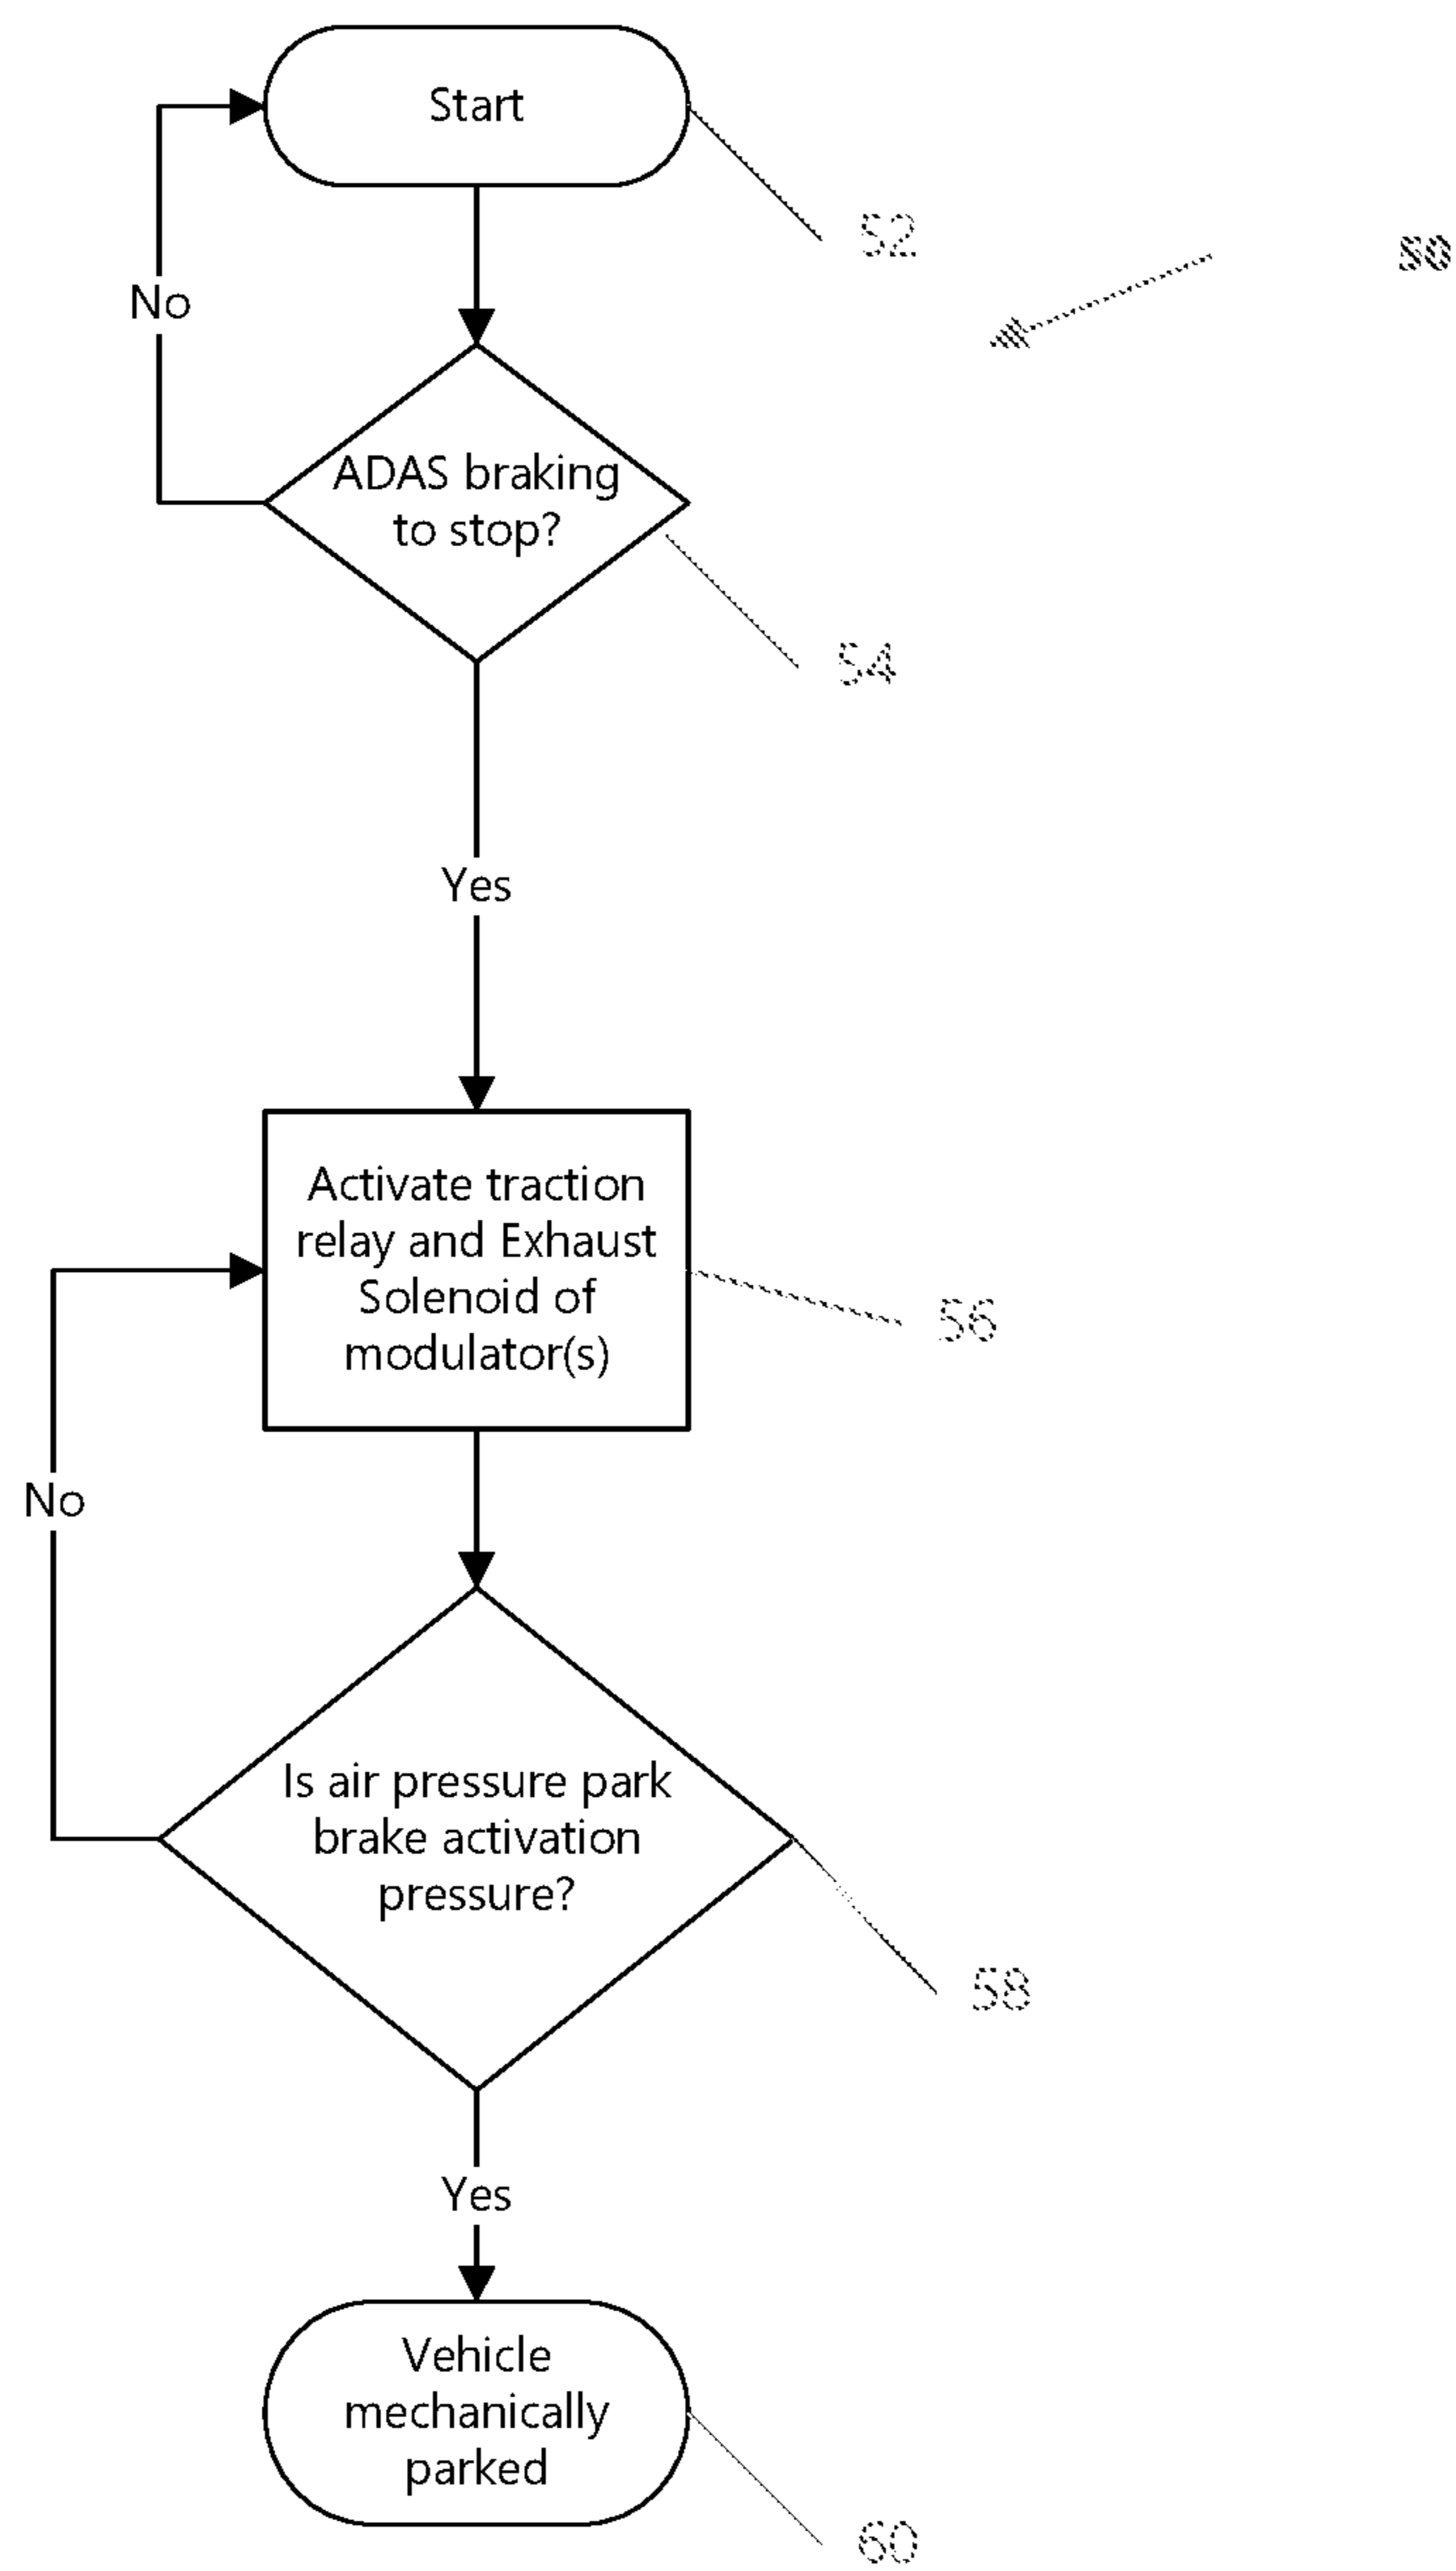 Start
52
50
No
ADAS braking
to stop?
54
Yes
Activate traction
relay and Exhaust
Solenoid of
modulator(s)
56
No
Is air pressure park
brake activation
pressure?
58
Yes
Vehicle
mechanically
parked
60